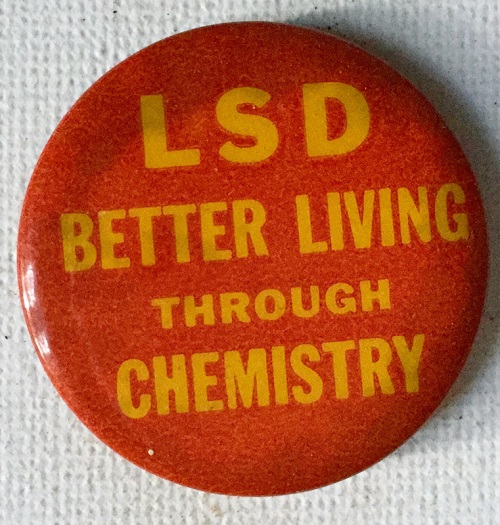 LSD
BETTER LIVING
THROUGH
CHEMISTRY